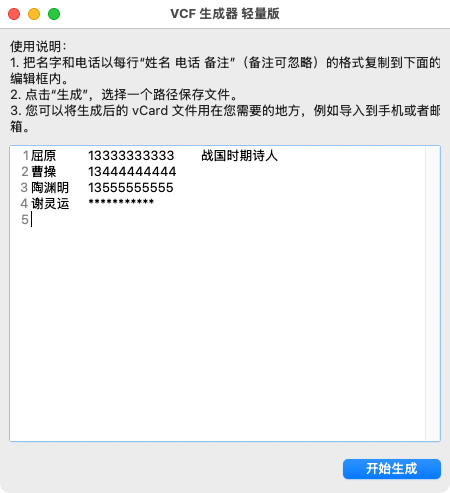 VCF 生成器 轻量版
使用说明：
1. 把名字和电话以每行“姓名 电话 备注”（备注可忽略）的格式复制到下面的
编辑框内。
2. 点击“生成”，选择一个路径保存文件。
3. 您可以将生成后的 vCard 文件用在您需要的地方，例如导入到手机或者邮
箱。
1 屈原 13333333333 战国时期诗人
2 曹操 13444444444
3 陶渊明 13555555555
4 谢灵运 ***********
5
开始生成